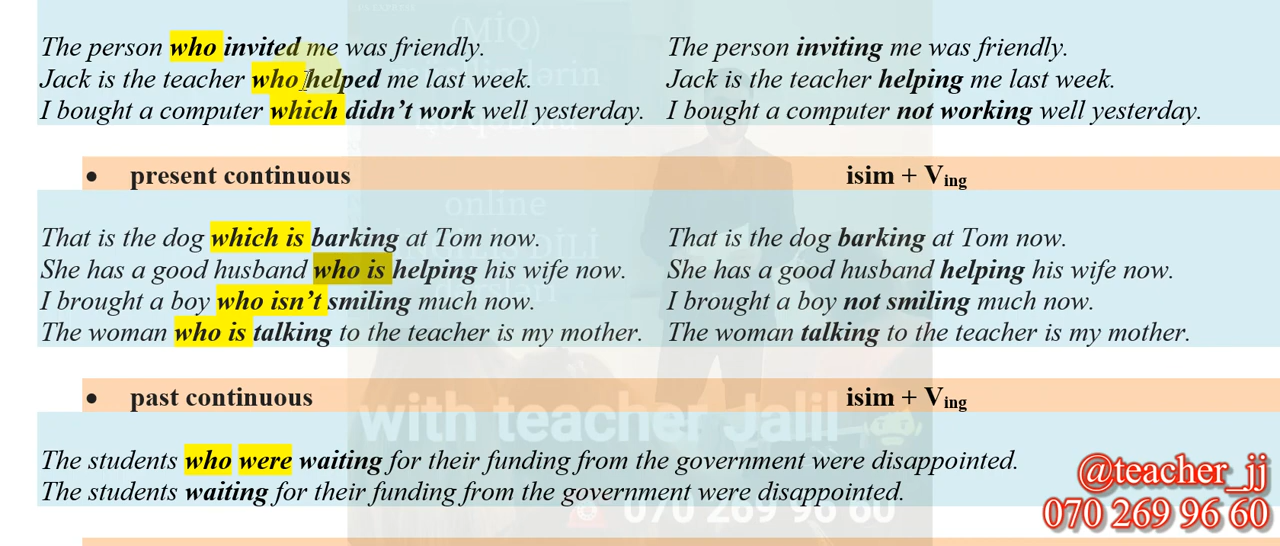 The person who invited me was friendly. The person inviting me was friendly.
Jack is the teacher who helped me last week. Jack is the teacher helping me last week.
I bought a computer which didn’t work well yesterday. I bought a computer not working well yesterday.
• present continuous isim + Ving
That is the dog which is barking at Tom now. That is the dog barking at Tom now.
She has a good husband who is helping his wife now. She has a good husband helping his wife now.
I brought a boy who isn’t smiling much now. I brought a boy not smiling much now.
The woman who is talking to the teacher is my mother. The woman talking to the teacher is my mother.
• past continuous isim + Ving
with teacher Jalil
The students who were waiting for their funding from the government were disappointed.
The students waiting for their funding from the government were disappointed.
@teacher_jj
070 269 96 60
070 269 96 60
(MİQ)
online
dərsləri